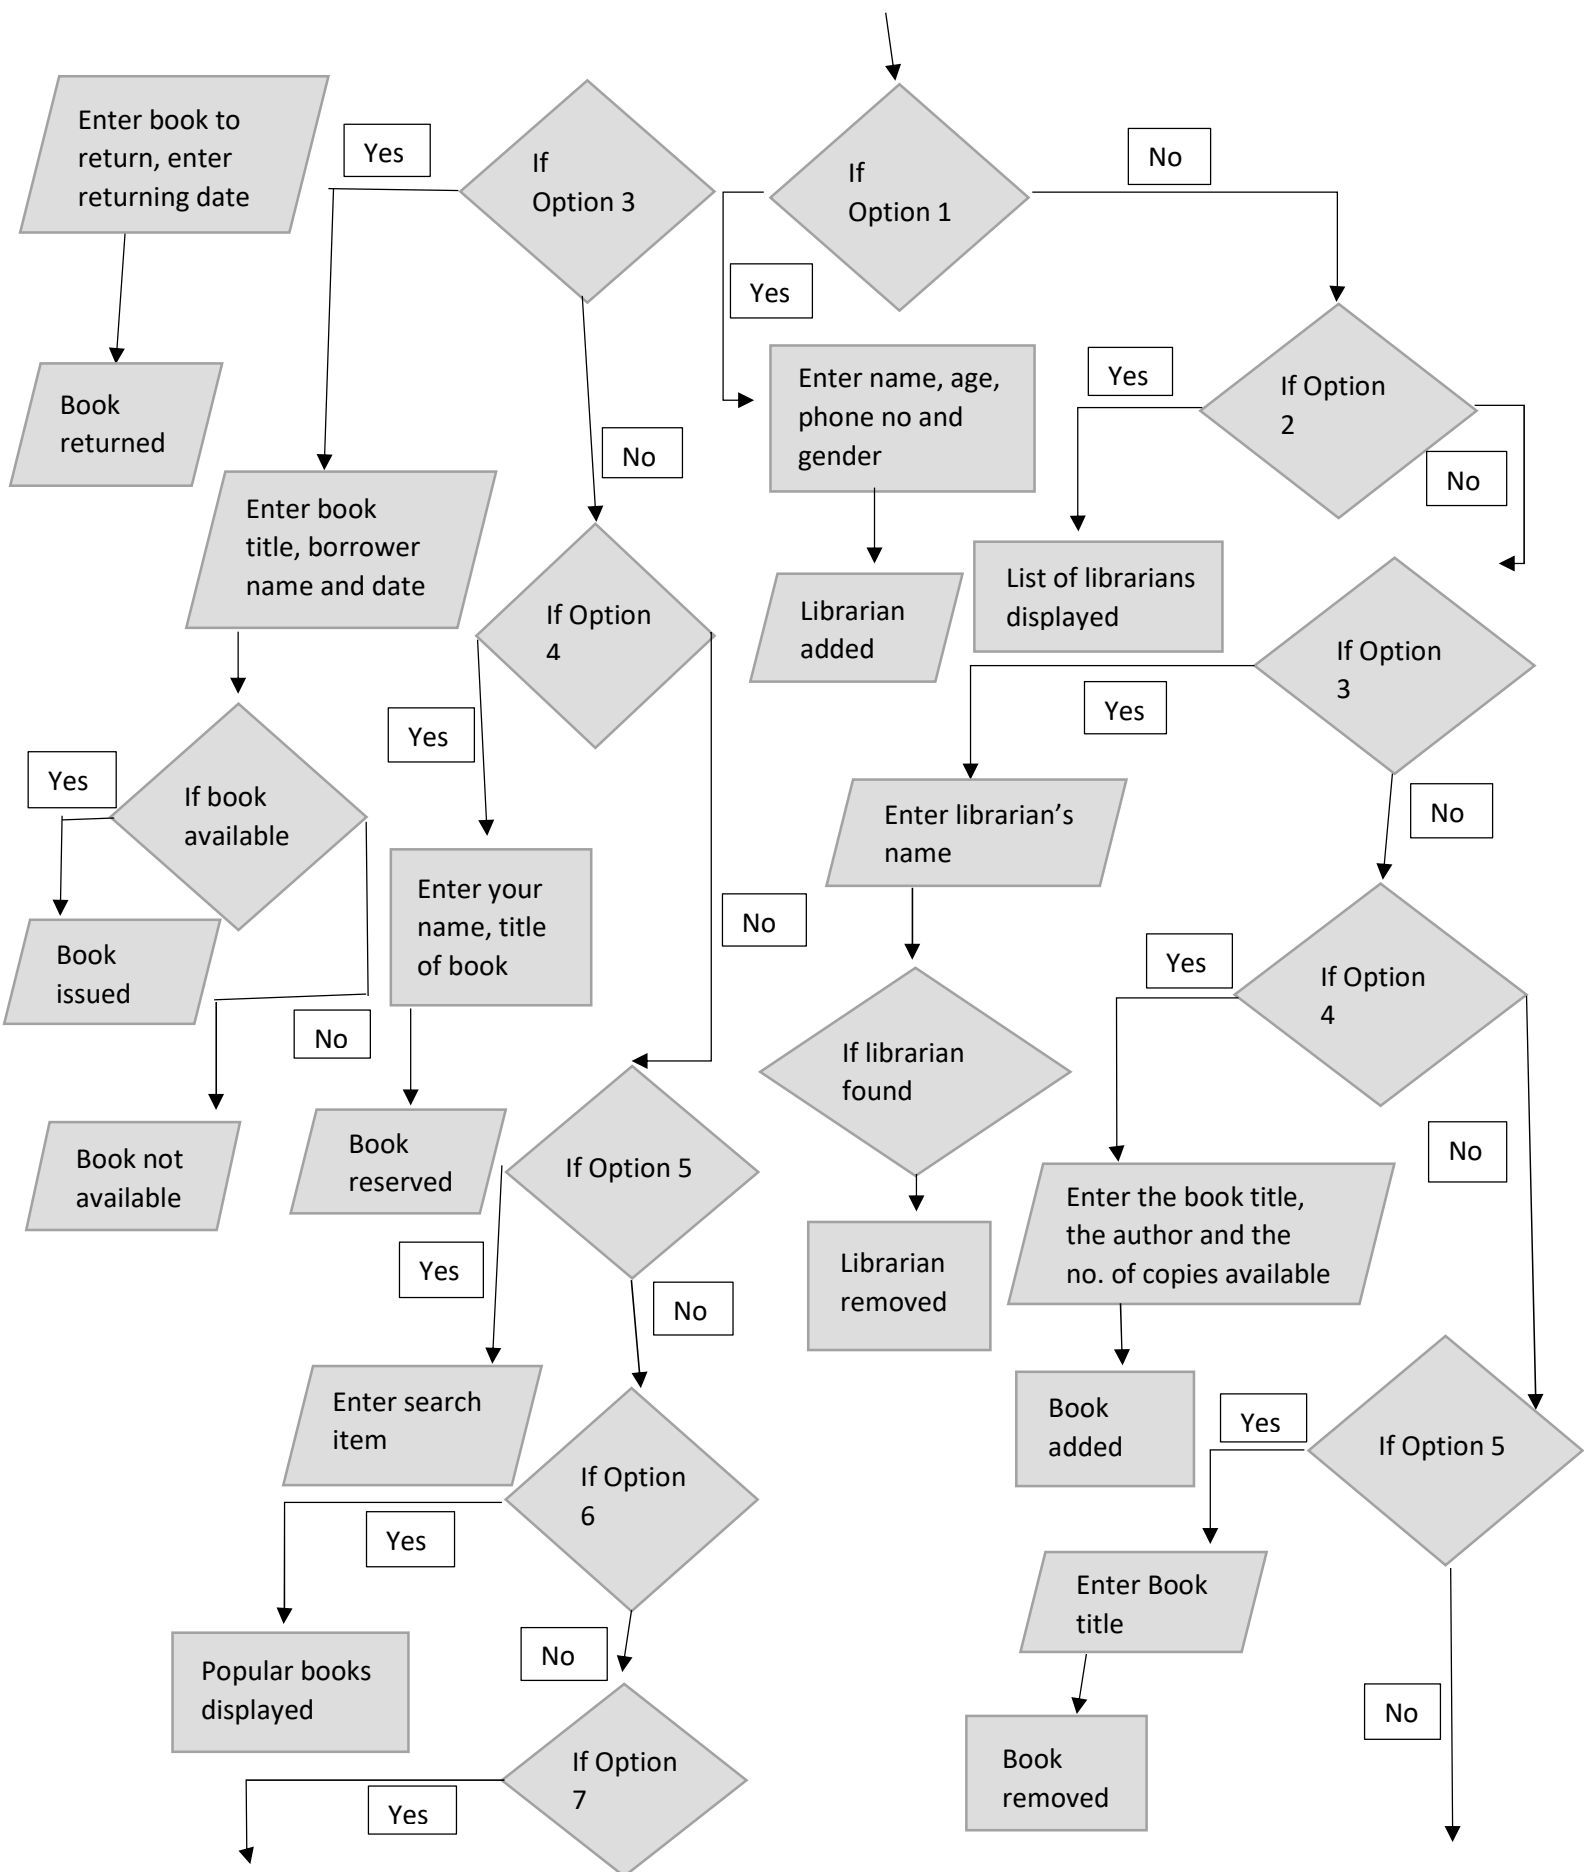 Enter book to
return, enter
returning date
Yes
If
Option 3
If
Option 1
No
Yes
Book
returned
Enter name, age,
phone no and
gender
Yes
If Option
2
No
No
Enter book
title, borrower
name and date
If Option
4
Librarian
added
List of librarians
displayed
If Option
3
Yes
Yes
Yes
If book
available
Enter librarian’s
name
No
Enter your
name, title
of book
No
Book
issued
No
Yes
If Option
4
If librarian
found
Book not
available
Book
reserved
If Option 5
No
Enter the book title,
the author and the
no. of copies available
Yes
No
Librarian
removed
Enter search
item
If Option
6
Yes
Book
added
Yes
If Option 5
Popular books
displayed
No
Enter Book
title
No
If Option
7
Yes
Book
removed